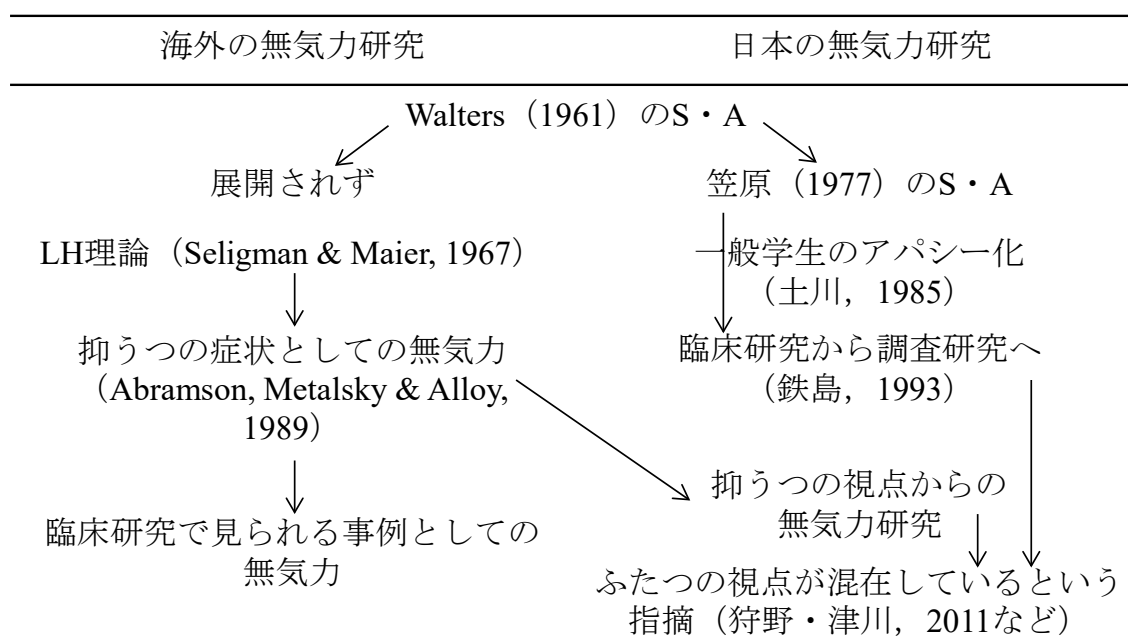 海外の無気力研究
日本の無気力研究
Walters（1961）のS・A
展開されず
笠原（1977）のS・A
LH理論（Seligman & Maier, 1967）
一般学生のアパシー化
（土川，1985）
抑うつの症状としての無気力
（Abramson, Metalsky & Alloy,
1989）
臨床研究から調査研究へ
（鉄島，1993）
抑うつの視点からの
無気力研究
臨床研究で見られる事例としての
無気力
ふたつの視点が混在しているという
指摘（狩野・津川，2011など）